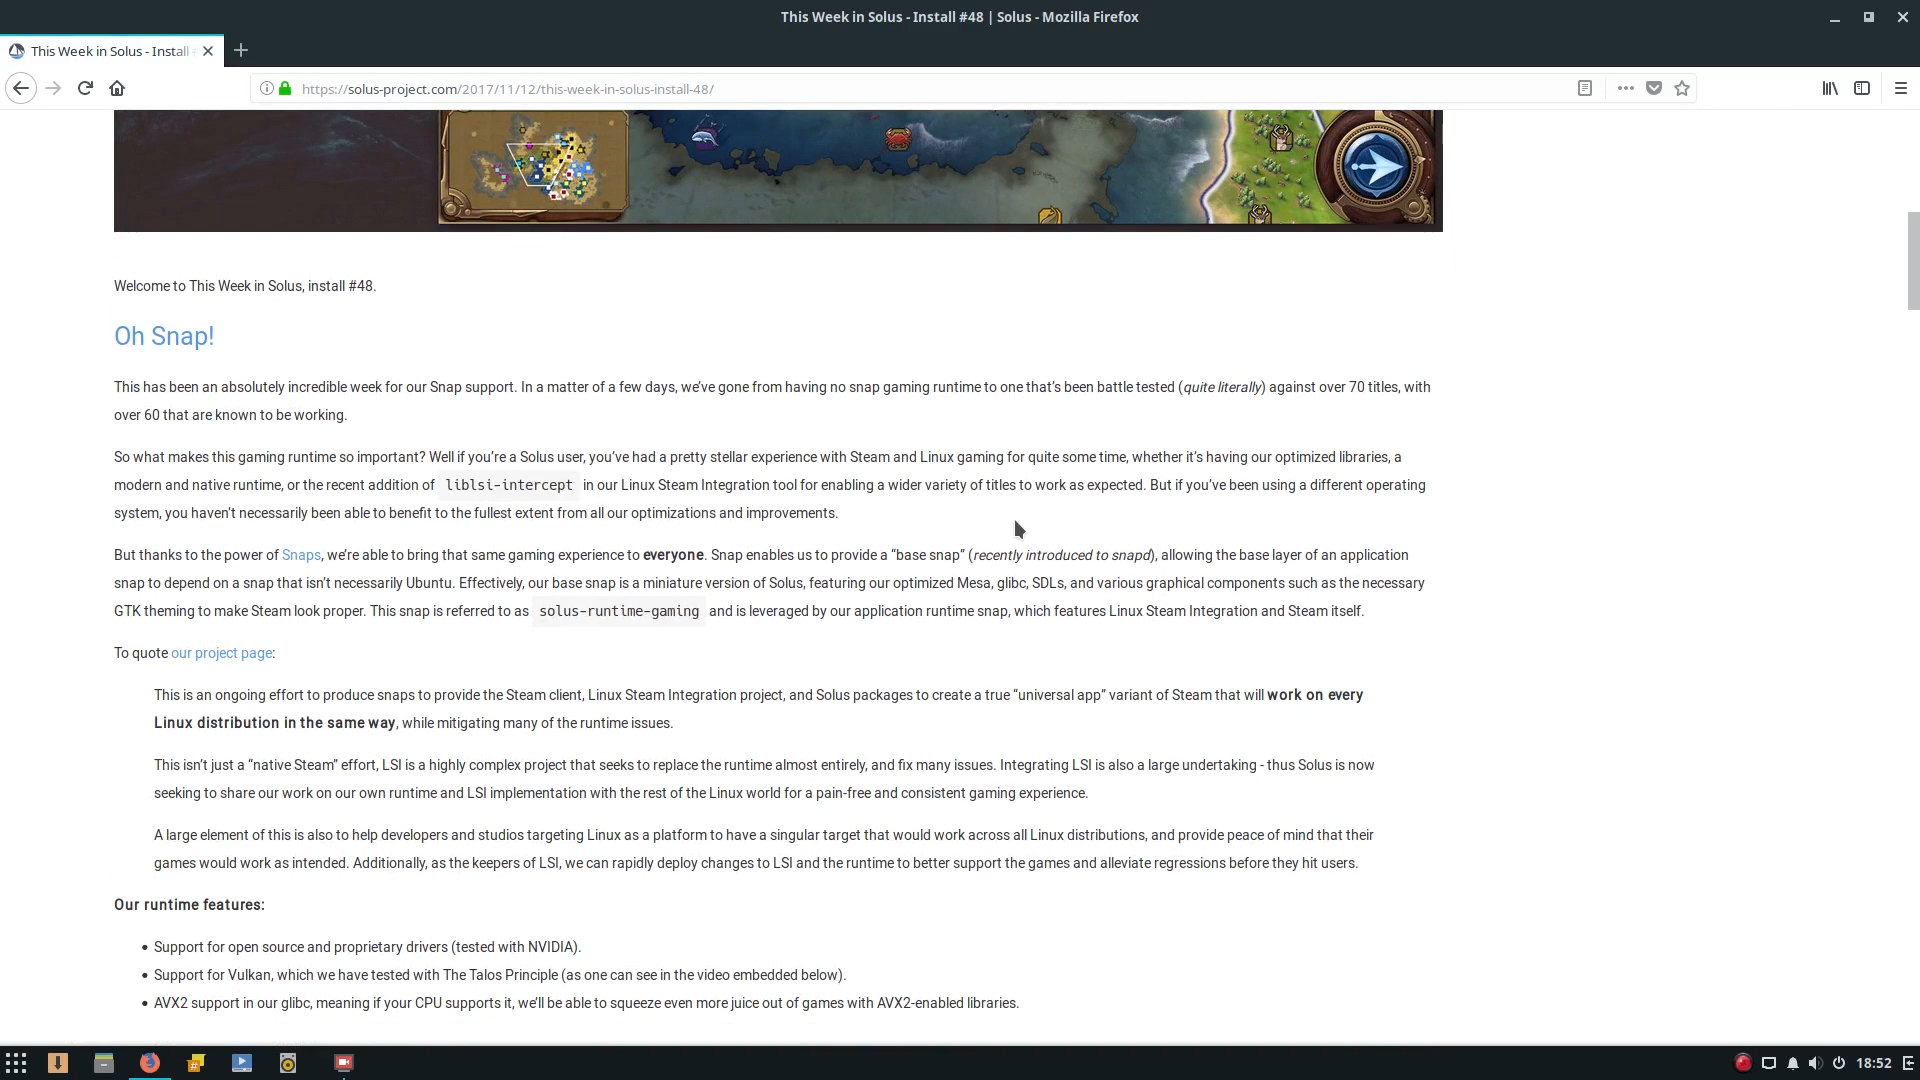 This Week in Solus - Install #48 | Solus - Mozilla Firefox
This Week in Solus - Install
https://solus-project.com/2017/11/12/this-week-in-solus-install-48/
Welcome to This Week in Solus, install #48.
Oh Snap!
This has been an absolutely incredible week for our Snap support. In a matter of a few days, we’ve gone from having no snap gaming runtime to one that’s been battle tested (quite literally) against over 70 titles, with
over 60 that are known to be working.
So what makes this gaming runtime so important? Well if you’re a Solus user, you’ve had a pretty stellar experience with Steam and Linux gaming for quite some time, whether it’s having our optimized libraries, a
modern and native runtime, or the recent addition of liblsi-intercept in our Linux Steam Integration tool for enabling a wider variety of titles to work as expected. But if you’ve been using a different operating
system, you haven’t necessarily been able to benefit to the fullest extent from all our optimizations and improvements.
But thanks to the power of Snaps, we’re able to bring that same gaming experience to everyone. Snap enables us to provide a “base snap” (recently introduced to snapd), allowing the base layer of an application
snap to depend on a snap that isn’t necessarily Ubuntu. Effectively, our base snap is a miniature version of Solus, featuring our optimized Mesa, glibc, SDLs, and various graphical components such as the necessary
GTK theming to make Steam look proper. This snap is referred to as solus-runtime-gaming and is leveraged by our application runtime snap, which features Linux Steam Integration and Steam itself.
To quote our project page:
This is an ongoing effort to produce snaps to provide the Steam client, Linux Steam Integration project, and Solus packages to create a true “universal app” variant of Steam that will work on every
Linux distribution in the same way, while mitigating many of the runtime issues.
This isn’t just a “native Steam” effort, LSI is a highly complex project that seeks to replace the runtime almost entirely, and fix many issues. Integrating LSI is also a large undertaking - thus Solus is now
seeking to share our work on our own runtime and LSI implementation with the rest of the Linux world for a pain-free and consistent gaming experience.
A large element of this is also to help developers and studios targeting Linux as a platform to have a singular target that would work across all Linux distributions, and provide peace of mind that their
games would work as intended. Additionally, as the keepers of LSI, we can rapidly deploy changes to LSI and the runtime to better support the games and alleviate regressions before they hit users.
Our runtime features:
• Support for open source and proprietary drivers (tested with NVIDIA).
• Support for Vulkan, which we have tested with The Talos Principle (as one can see in the video embedded below).
• AVX2 support in our glibc, meaning if your CPU supports it, we’ll be able to squeeze even more juice out of games with AVX2-enabled libraries.
18:52